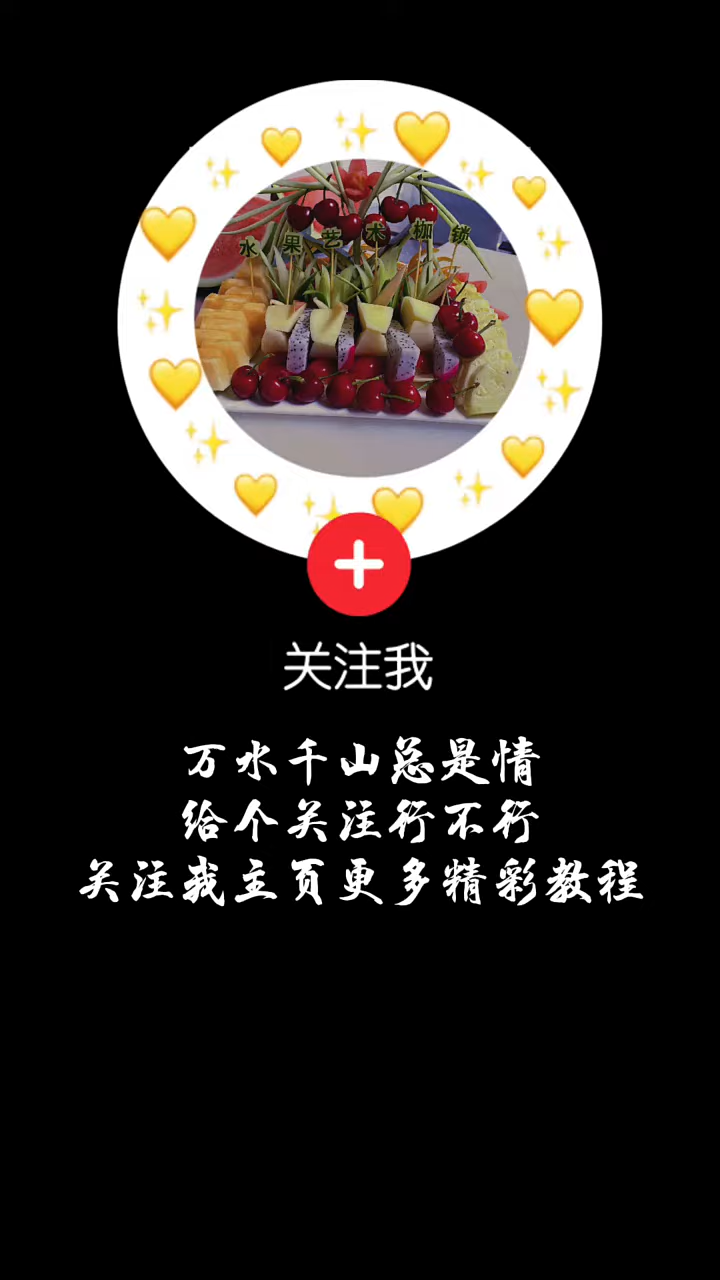 水果艺术枷锁
关注我
万水千山总是情
给个关注行不行
关注我主页更多精彩教程